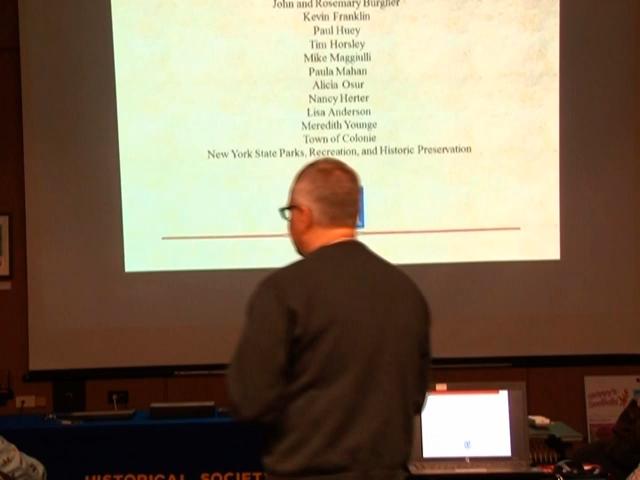 John and Rosemary Burgher
Kevin Franklin
Paul Huey
Tim Horsley
Mike Maggiulli
Paula Mahan
Alicia Osur
Nancy Herter
Lisa Anderson
Meredith Younge
Town of Colonie
New York State Parks, Recreation, and Historic Preservation
HISTORICAL SOCIET